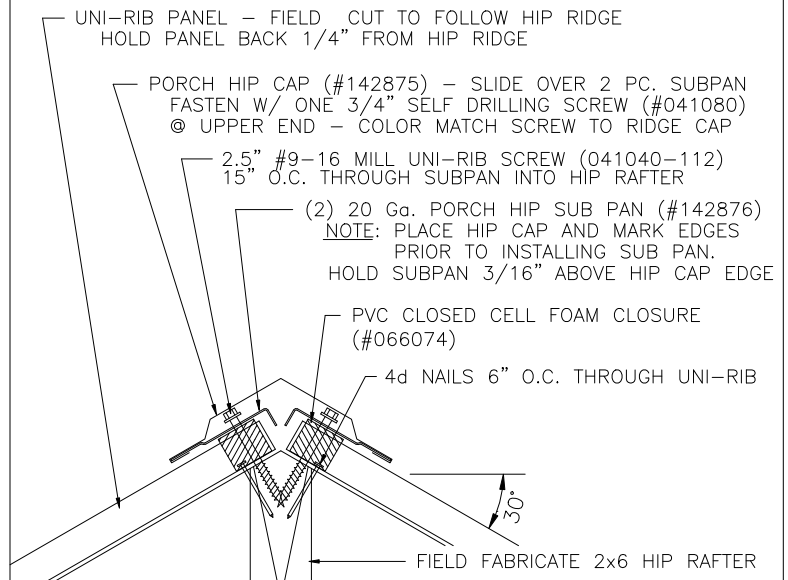 UNI-RIB PANEL - FIELD CUT TO FOLLOW HIP RIDGE
HOLD PANEL BACK 1/4" FROM HIP RIDGE
PORCH HIP CAP (#142875) - SLIDE OVER 2 PC. SUBPAN
FASTEN W/ ONE 3/4" SELF DRILLING SCREW (#041080)
@ UPPER END - COLOR MATCH SCREW TO RIDGE CAP
2.5" #9-16 MILL UNI-RIB SCREW (041040-112)
15" O.C. THROUGH SUBPAN INTO HIP RAFTER
(2) 20 Ga. PORCH HIP SUB PAN (#142876)
NOTE: PLACE HIP CAP AND MARK EDGES
PRIOR TO INSTALLING SUB PAN.
HOLD SUBPAN 3/16" ABOVE HIP CAP EDGE
PVC CLOSED CELL FOAM CLOSURE
(#066074)
4d NAILS 6" O.C. THROUGH UNI-RIB
30°
FIELD FABRICATE 2x6 HIP RAFTER